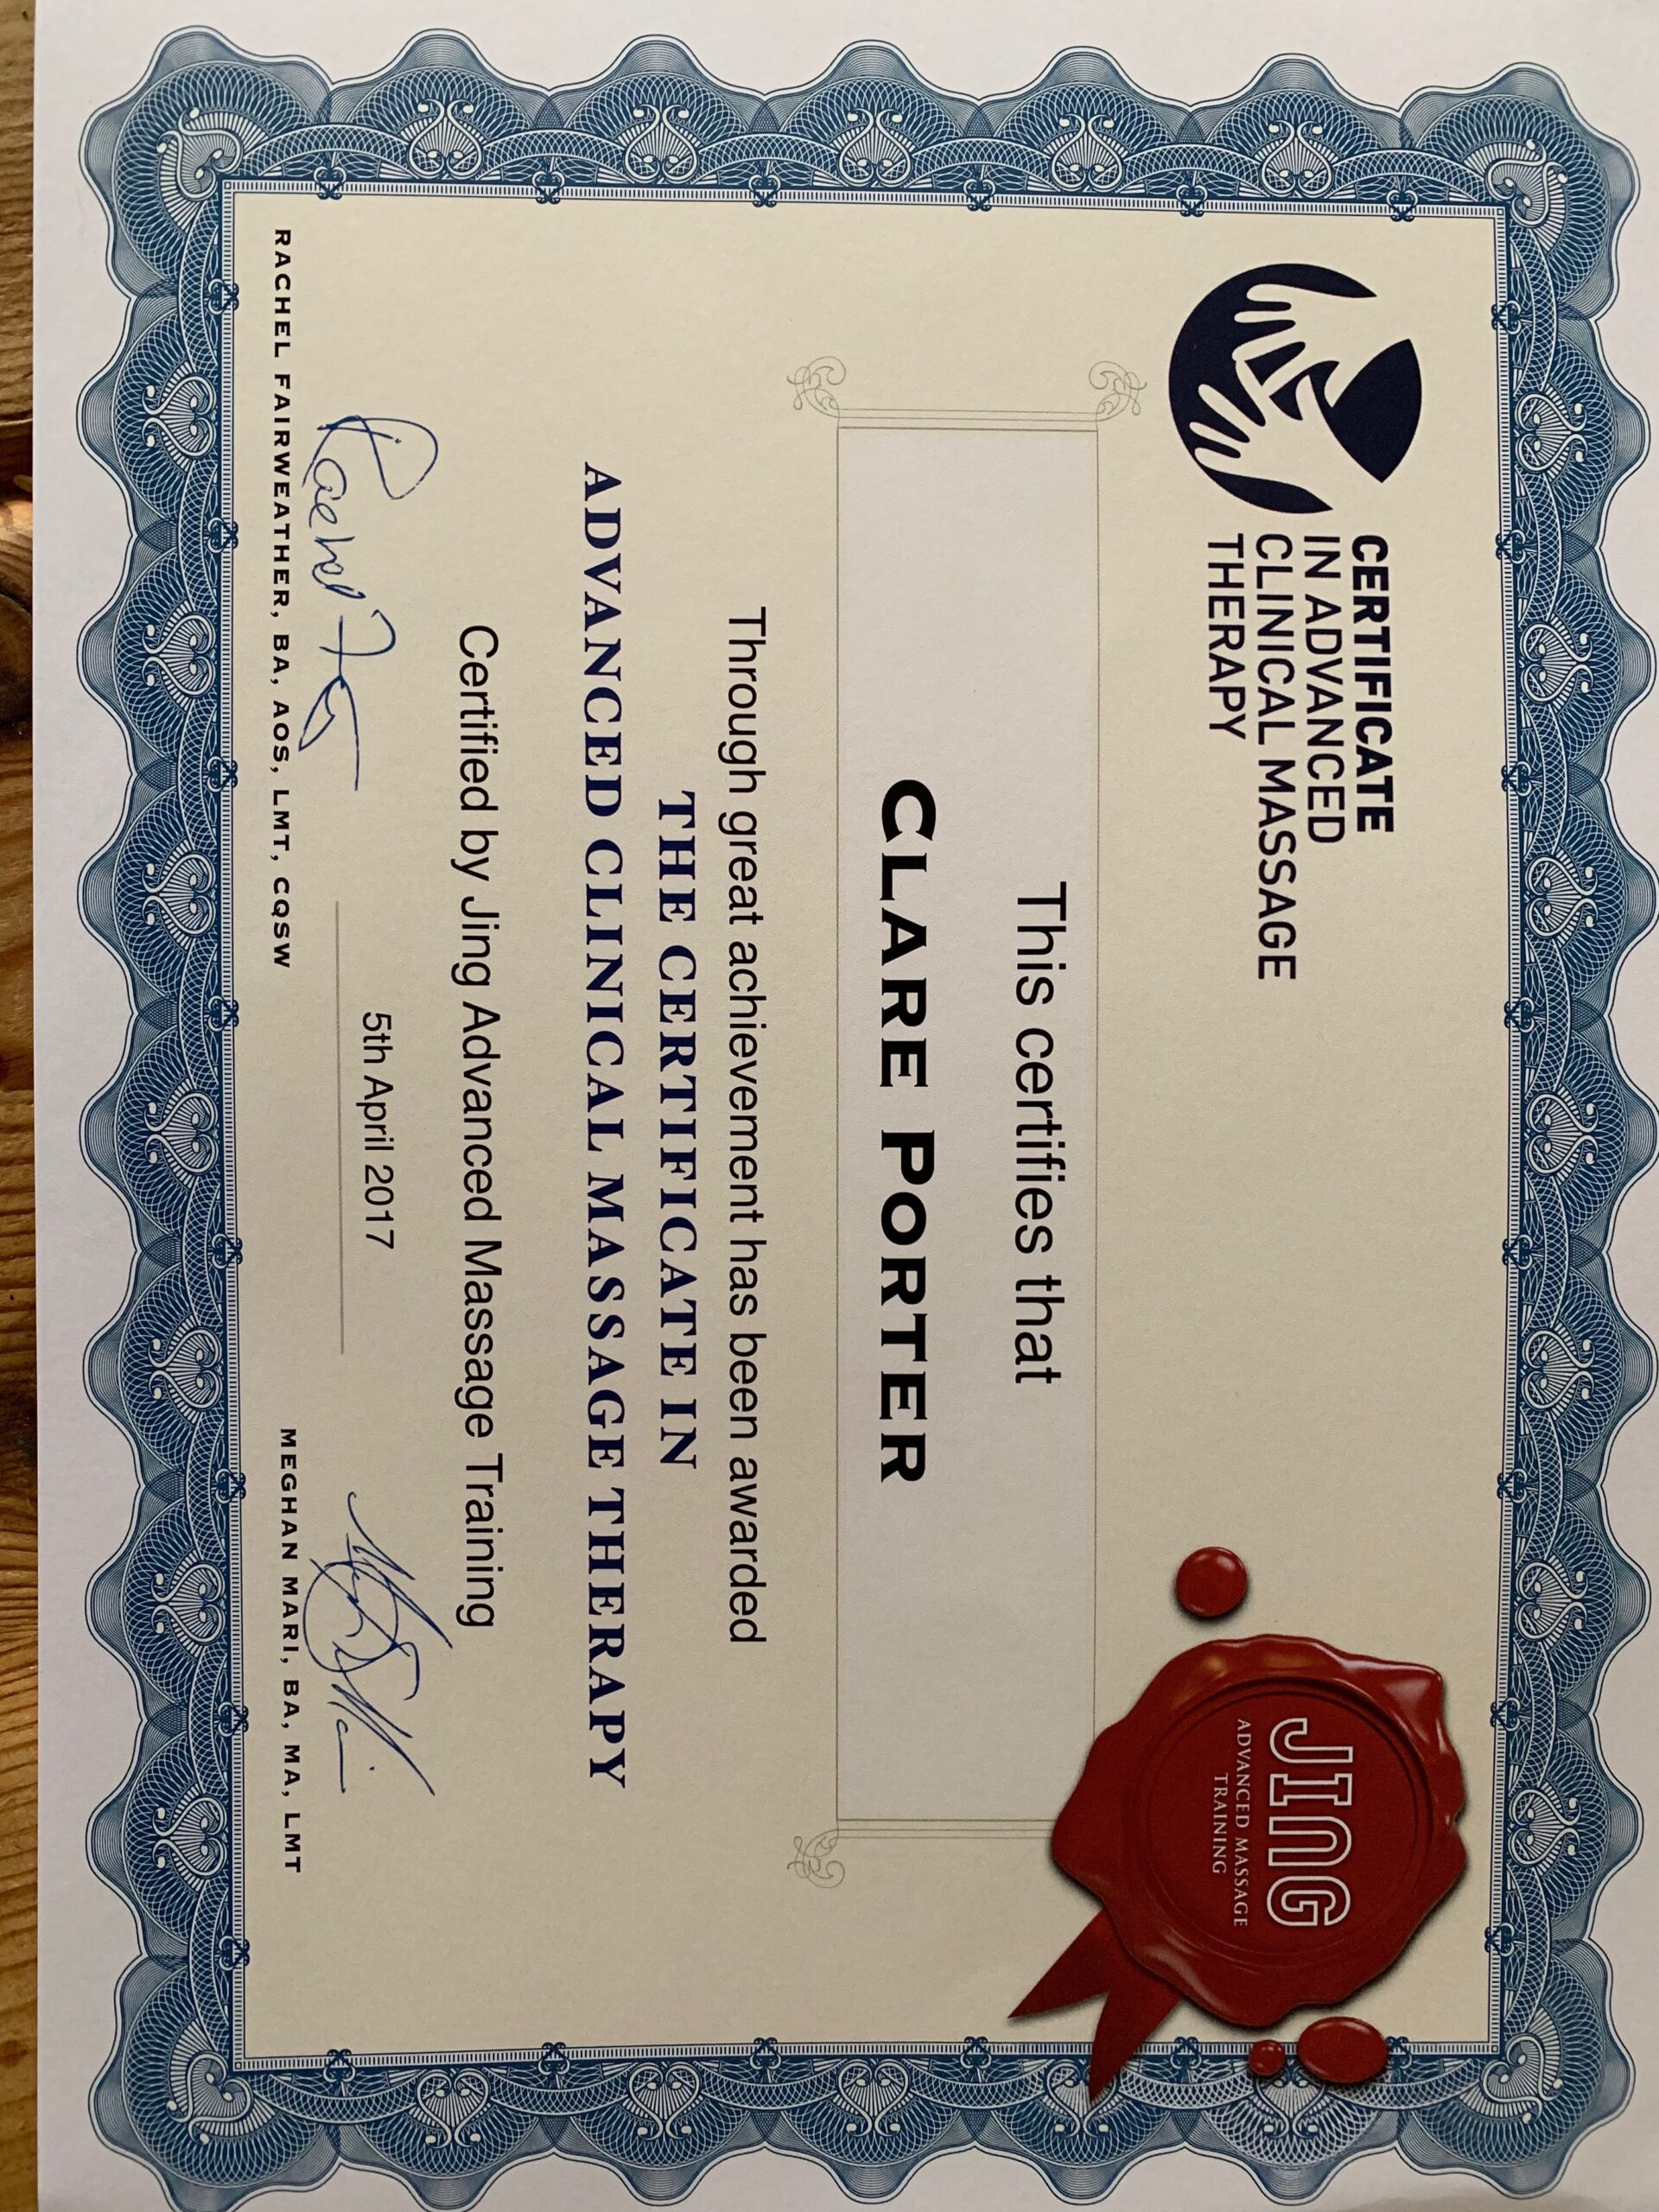 CERTIFICATE
IN ADVANCED
CLINICAL MASSAGE
THERAPY
JING
ADVANCED MASSAGE
TRAINING
This certifies that
CLARE PORTER
Through great achievement has been awarded
THE CERTIFICATE IN
ADVANCED CLINICAL MASSAGE THERAPY
Certified by Jing Advanced Massage Training
5th April 2017
RACHEL FAIRWEATHER, BA, AOS, LMT, CQSW
MEGHAN MARI, BA, MA, LMT